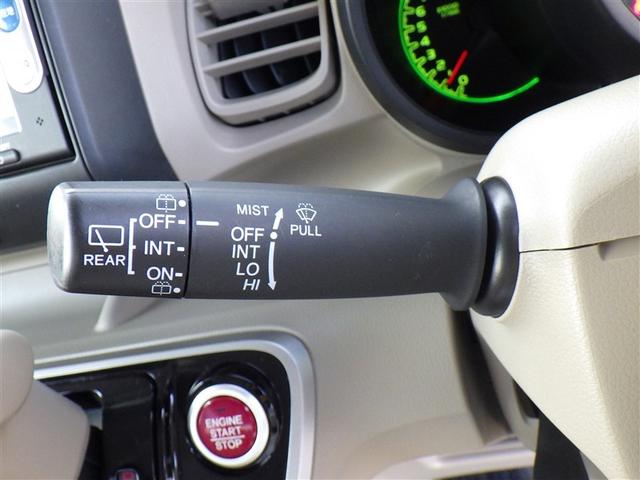 OFF
REAR
INT
ON
MIST
OFF
INT
LO
HI
PULL
ENGINE
START
STOP